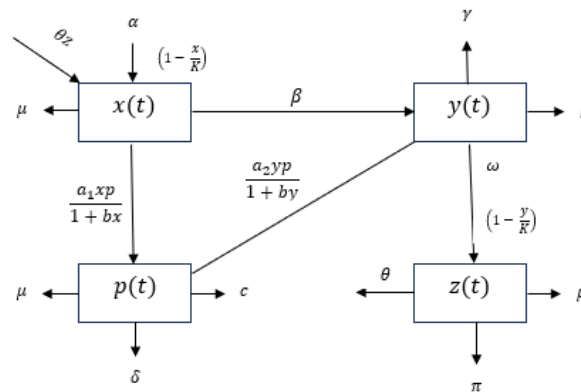 θz
α
(1 − x/K)
γ
μ
x(t)
β
y(t)
a₁xp / 1 + bx
a₂yp / 1 + by
ω
(1 − y/K)
μ
p(t)
c
θ
z(t)
δ
π